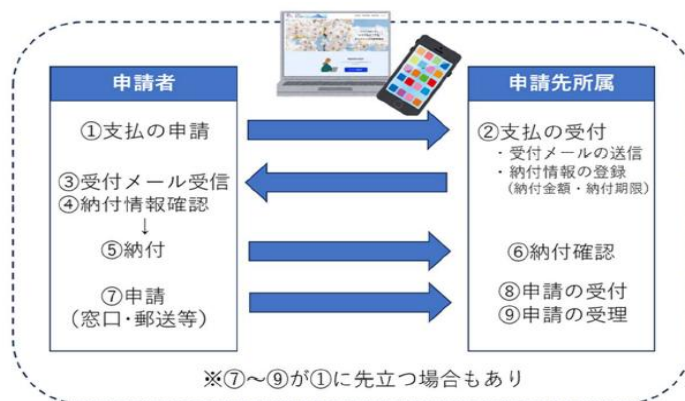 申請者
①支払の申請
③受付メール受信
④納付情報確認
↓
⑤納付
⑦申請
(窓口・郵送等)
申請先所属
②支払の受付
・受付メールの送信
・納付情報の登録
(納付金額・納付期限)
⑥納付確認
⑧申請の受付
⑨申請の受理
※⑦～⑨が①に先立つ場合もあり